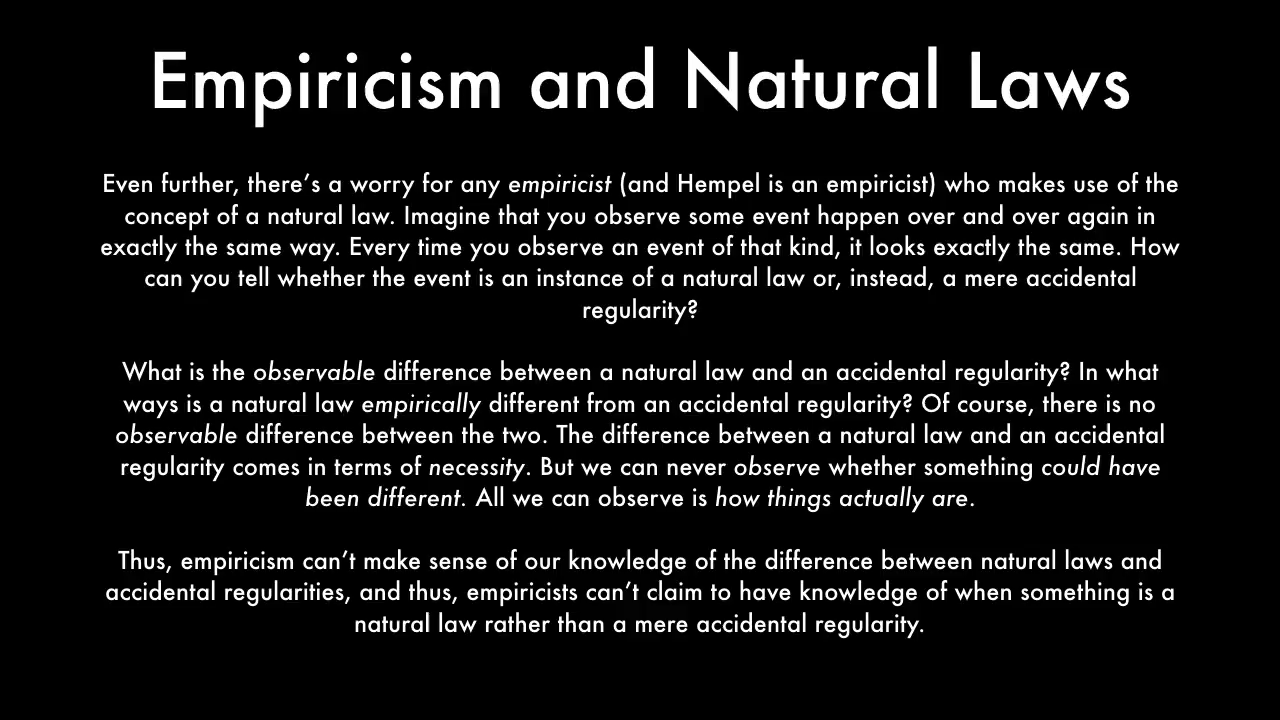 Empiricism and Natural Laws
Even further, there’s a worry for any empiricist (and Hempel is an empiricist) who makes use of the
concept of a natural law. Imagine that you observe some event happen over and over again in
exactly the same way. Every time you observe an event of that kind, it looks exactly the same. How
can you tell whether the event is an instance of a natural law or, instead, a mere accidental
regularity?
What is the observable difference between a natural law and an accidental regularity? In what
ways is a natural law empirically different from an accidental regularity? Of course, there is no
observable difference between the two. The difference between a natural law and an accidental
regularity comes in terms of necessity. But we can never observe whether something could have
been different. All we can observe is how things actually are.
Thus, empiricism can’t make sense of our knowledge of the difference between natural laws and
accidental regularities, and thus, empiricists can’t claim to have knowledge of when something is a
natural law rather than a mere accidental regularity.